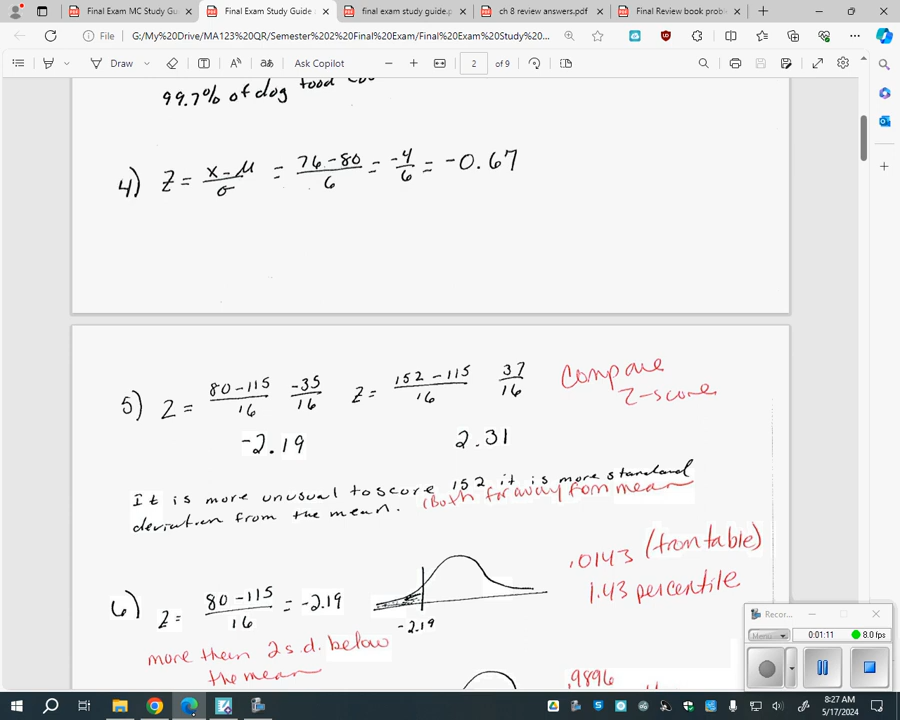 Final Exam MC Study Gu
Final Exam Study Guide
final exam study guide.p
ch 8 review answers.pdf
Final Review book prob
File
G:/My%20Drive/MA123%20QR/Semester%202%20Final%20Exam/Final%20Exam%20Study%20...
Draw
Ask Copilot
2 of 9
99.7% of dog food
4) Z = x-μ/σ = 76-80/6 = -4/6 = -0.67
5) Z = 80-115/16 -35/16 Z = 152-115/16 37/16
Compare
Z-score
-2.19 2.31
It is more unusual to score 152 it is more standard
deviation from the mean. (Both far away from mean
6) Z = 80-115/16 = -2.19
-2.19
.0143 (from table)
1.43 percentile
more then 2 s.d. below
the mean
.9896
Recor...
Menu
0:01:11
8.0 fps
8:27 AM
5/17/2024